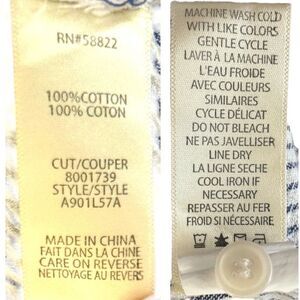 RN#58822
100%COTTON
100% COTON
CUT/COUPER
8001739
STYLE/STYLE
A901L57A
MADE IN CHINA
FAIT DANS LA CHINE
CARE ON REVERSE
NETTOYAGE AU REVERS
MACHINE WASH COLD
WITH LIKE COLORS
GENTLE CYCLE
LAVER À LA MACHINE
L'EAU FROIDE
AVEC COULEURS
SIMILAIRES
CYCLE DÉLICAT
DO NOT BLEACH
NE PAS JAVELLISER
LINE DRY
LA LIGNE SECHE
COOL IRON IF
NECESSARY
REPASSER AU FER
FROID SI NÉCESSAIRE